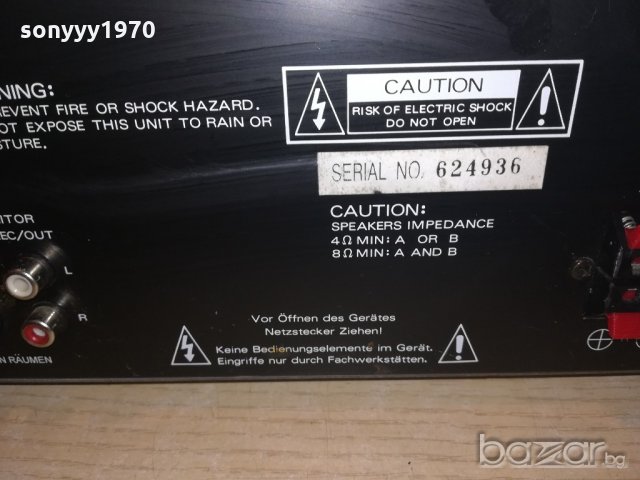 sonyyy1970
NING:
EVENT FIRE OR SHOCK HAZARD.
OT EXPOSE THIS UNIT TO RAIN OR
STURE.
CAUTION
RISK OF ELECTRIC SHOCK
DO NOT OPEN
SERIAL NO. 624936
CAUTION:
SPEAKERS IMPEDANCE
4Ω MIN: A OR B
8Ω MIN: A AND B
ITOR
EC/OUT
L
R
N RÄUMEN
Vor Öffnen des Gerätes
Netzstecker Ziehen!
Keine Bedienungselemente im Gerät.
Eingriffe nur durch Fachwerkstätten.
bazar.bg